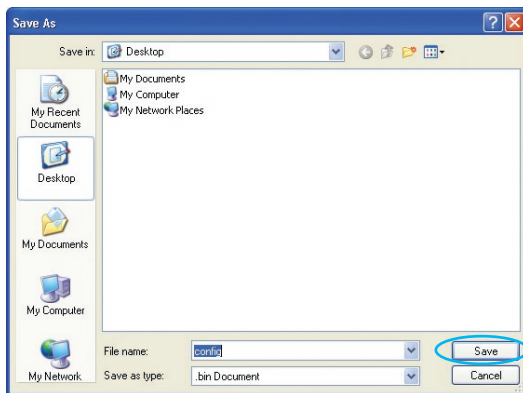 Save As
Save in:
Desktop
My Recent
Documents
Desktop
My Documents
My Computer
My Network
My Documents
My Computer
My Network Places
File name:
config
Save
Save as type:
.bin Document
Cancel